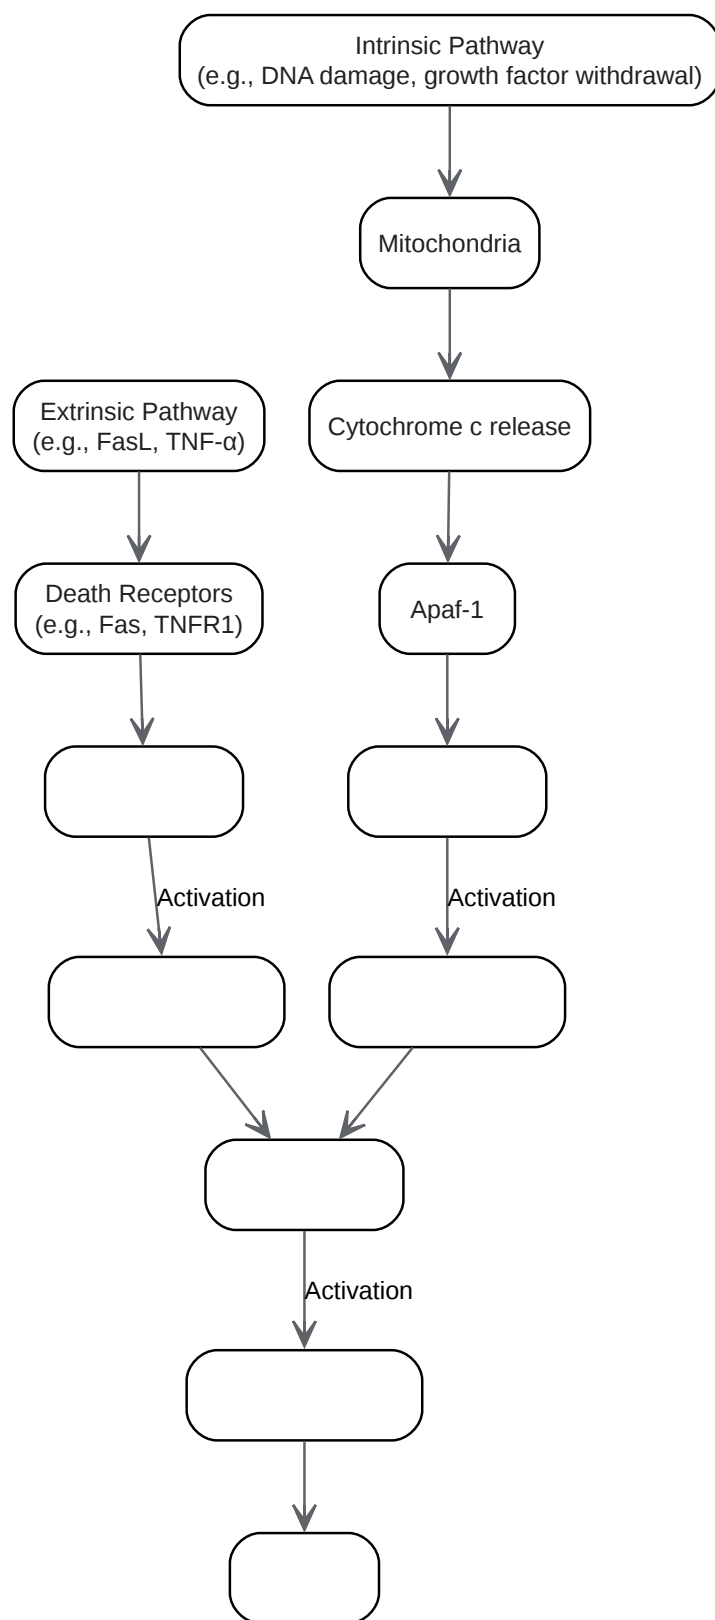 Intrinsic Pathway
(e.g., DNA damage, growth factor withdrawal)
Mitochondria
Extrinsic Pathway
(e.g., FasL, TNF-α)
Cytochrome c release
Death Receptors
(e.g., Fas, TNFR1)
Apaf-1
Activation
Activation
Activation